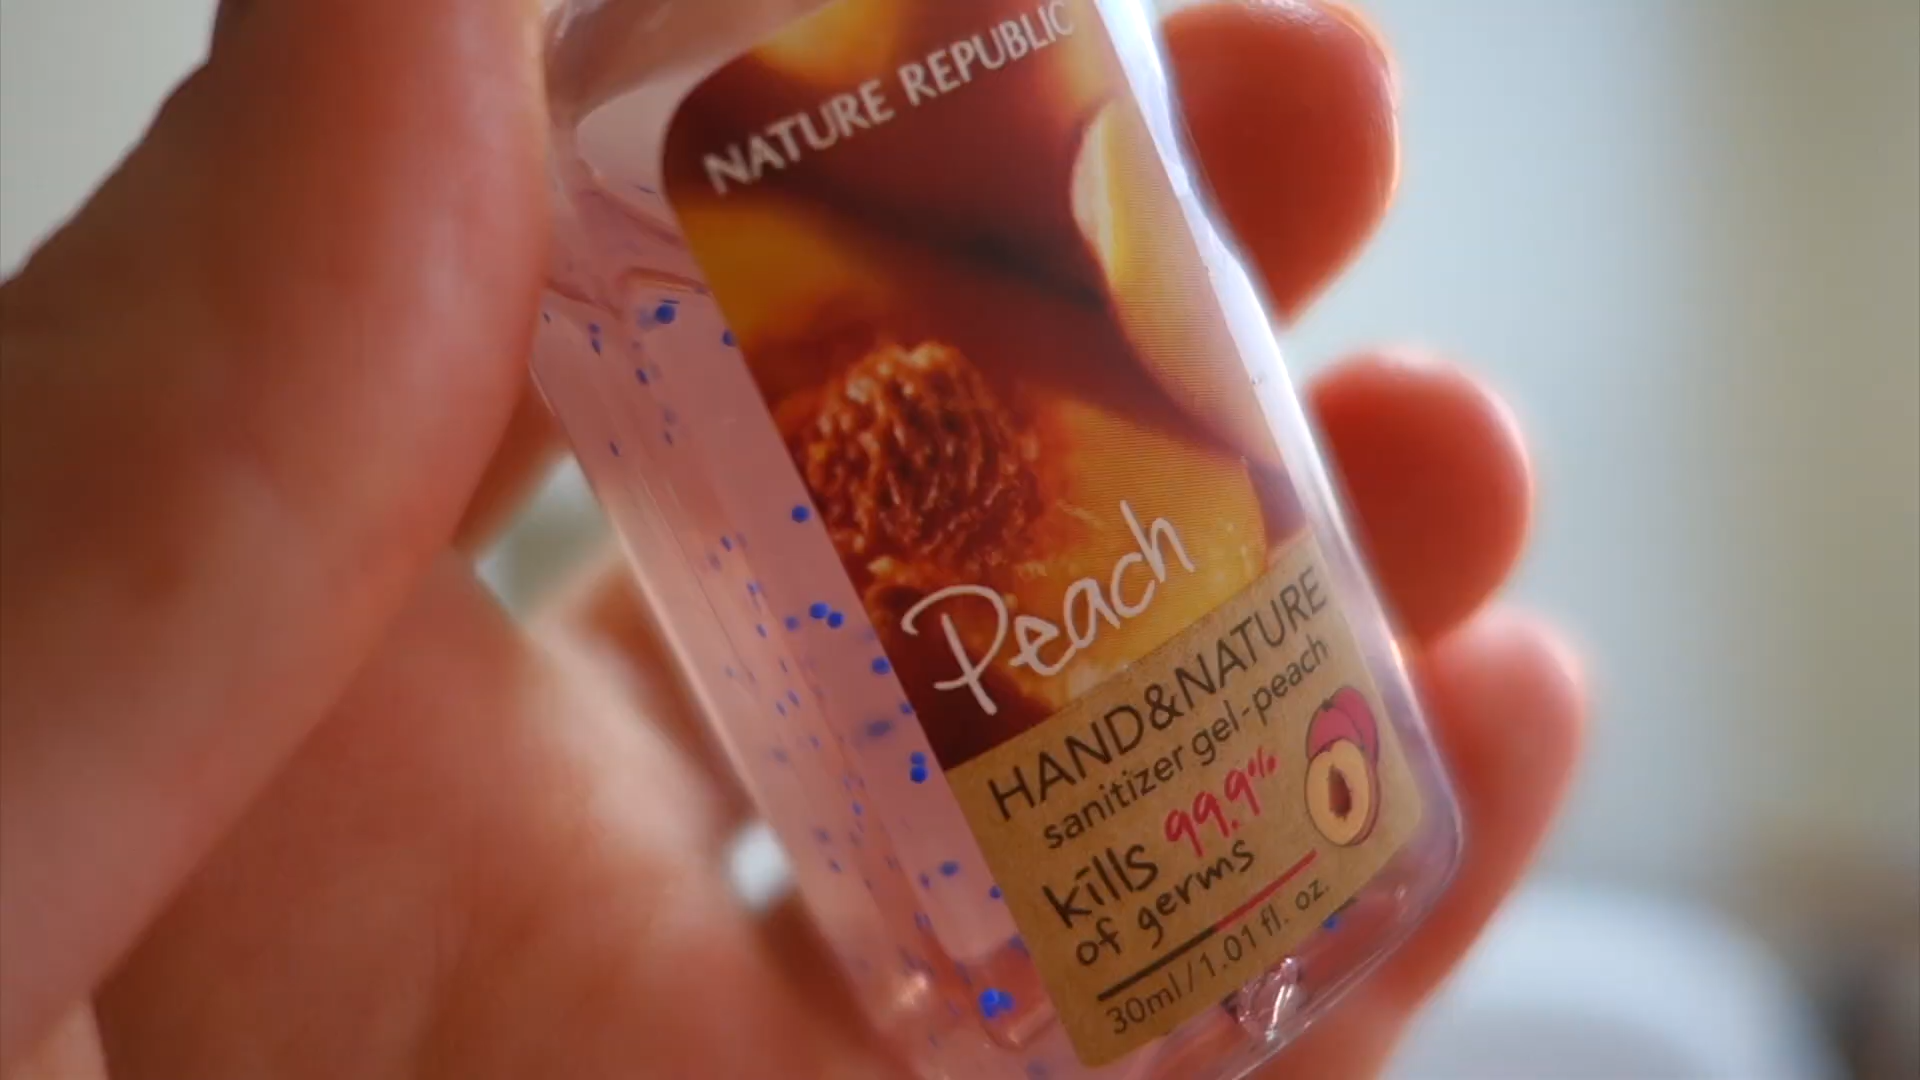 NATURE REPUBLIC
Peach
HAND&NATURE
sanitizer gel-peach
kills 99.9%
of germs
30ml/1.01 fl. oz.